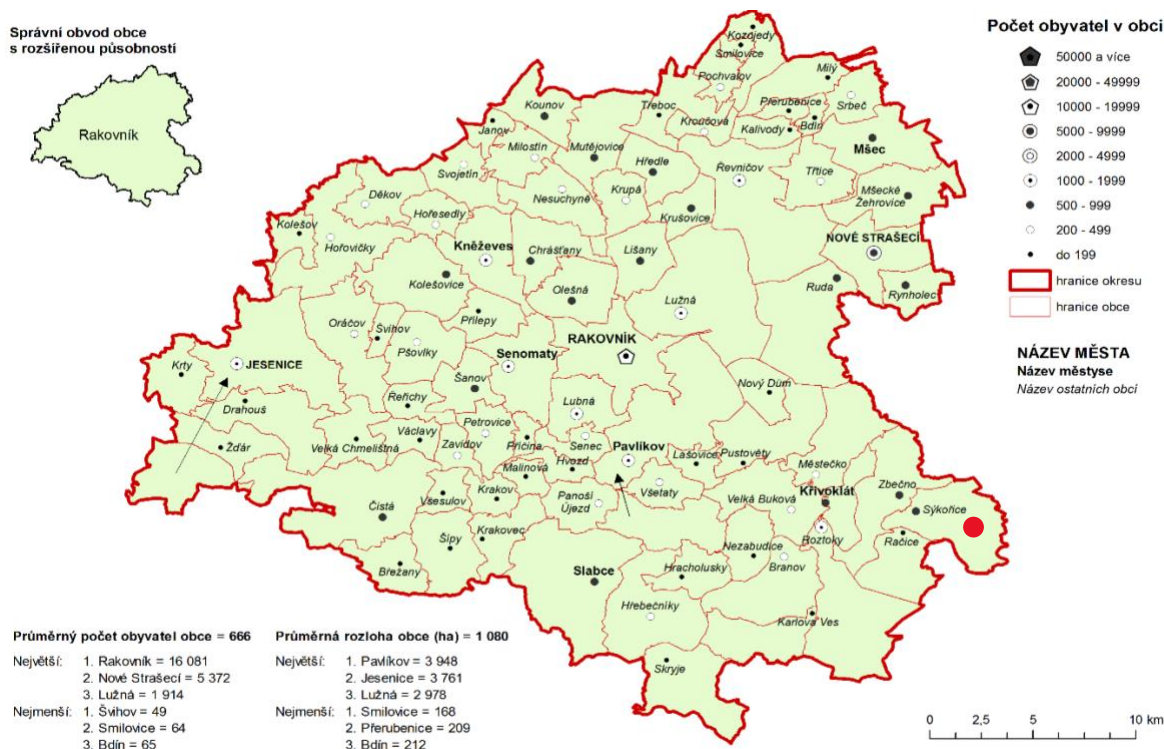 Správní obvod obce
s rozšířenou působností
Rakovník
Počet obyvatel v obci
50000 a více
20000 - 49999
10000 - 19999
5000 - 9999
2000 - 4999
1000 - 1999
500 - 999
200 - 499
do 199
hranice okresu
hranice obce
NÁZEV MĚSTA
Název městyse
Název ostatních obcí
Kozojedy
Smilovice
Pochvalov
Milý
Srbeč
Přerubenice
Bdín
Kalivody
Kroučová
Třeboc
Kounov
Janov
Milostín
Mutějovice
Svojetín
Hředle
Řevničov
Třtice
Mšec
Mšecké
Žehrovice
Nesuchyně
Krupá
Krušovice
Děkov
Hořesedly
Kolešov
Hořovičky
Kněževes
Chrášťany
Lišany
NOVÉ STRAŠECÍ
Kolešovice
Olešná
Ruda
Rynholec
Lužná
Přílepy
Oráčov
Švihov
Pšovlky
RAKOVNÍK
Senomaty
Krty
JESENICE
Šanov
Nový Dům
Drahouš
Řeřichy
Lubná
Petrovice
Žďár
Velká Chmelištná
Václavy
Zavidov
Příčina
Senec
Pavlíkov
Hvozd
Malinová
Lašovice
Pustověty
Městečko
Všesulov
Krakov
Panoší
Újezd
Všetaty
Velká Buková
Křivoklát
Zbečno
Sýkořice
Čistá
Krakovec
Šípy
Roztoky
Račice
Břežany
Nezabudice
Branov
Slabce
Hracholusky
Hřebečníky
Karlova Ves
Skryje
Průměrný počet obyvatel obce = 666
Největší: 1. Rakovník = 16 081
2. Nové Strašecí = 5 372
3. Lužná = 1 914
Nejmenší: 1. Švihov = 49
2. Smilovice = 64
3. Bdín = 65
Průměrná rozloha obce (ha) = 1 080
Největší: 1. Pavlíkov = 3 948
2. Jesenice = 3 761
3. Lužná = 2 978
Nejmenší: 1. Smilovice = 168
2. Přerubenice = 209
3. Bdín = 212
0 2,5 5 10 km